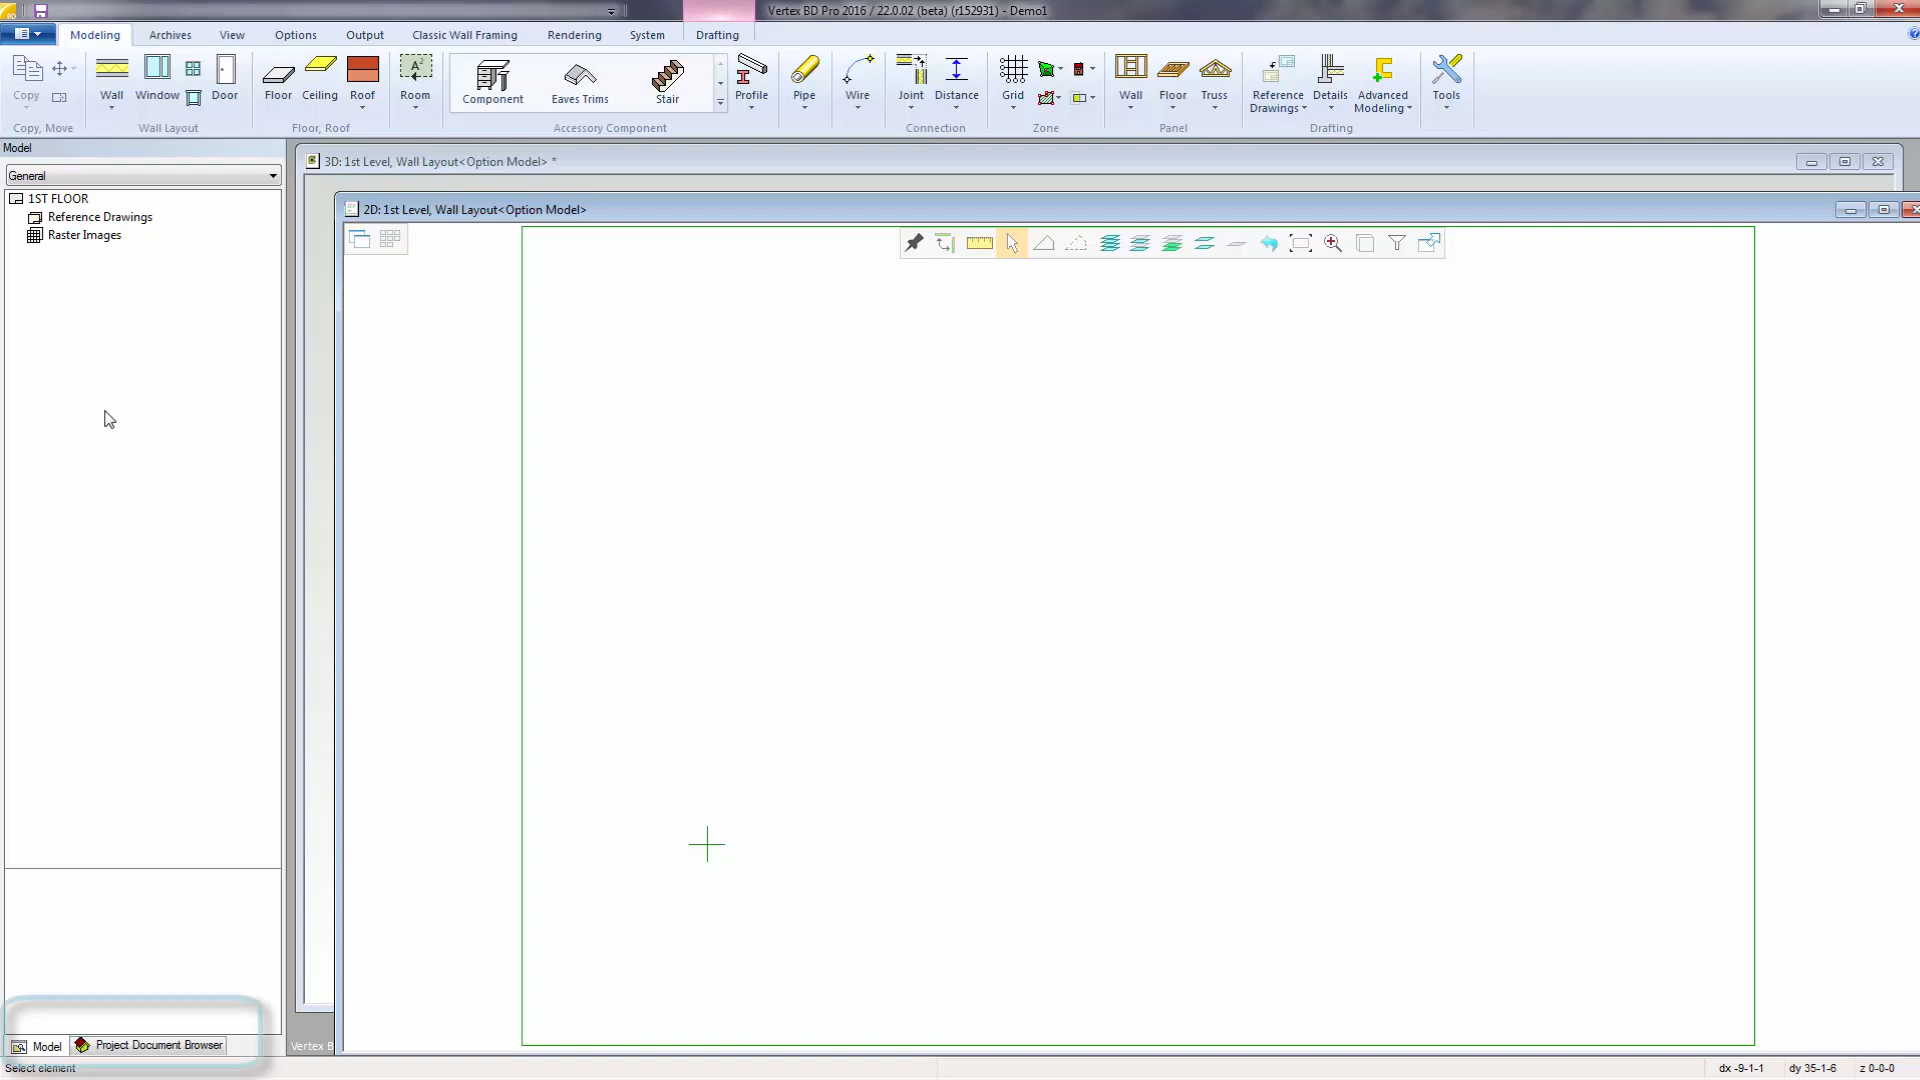 Vertex BD Pro 2016 / 22.0.02 (beta) (r152931) - Demo1
Modeling Archives View Options Output Classic Wall Framing Rendering System Drafting
Copy Wall Window Door Floor Ceiling Roof Room Component Eaves Trims Stair Profile Pipe Wire Joint Distance Grid Wall Floor Truss Reference Drawings Details Advanced Modeling Tools
Copy, Move Wall Layout Floor, Roof Accessory Component Connection Zone Panel Drafting
Model
General
1ST FLOOR
Reference Drawings
Raster Images
3D: 1st Level, Wall Layout<Option Model> *
2D: 1st Level, Wall Layout<Option Model>
Model Project Document Browser
Vertex B
Select element
dx -9-1-1 dy 35-1-6 z 0-0-0